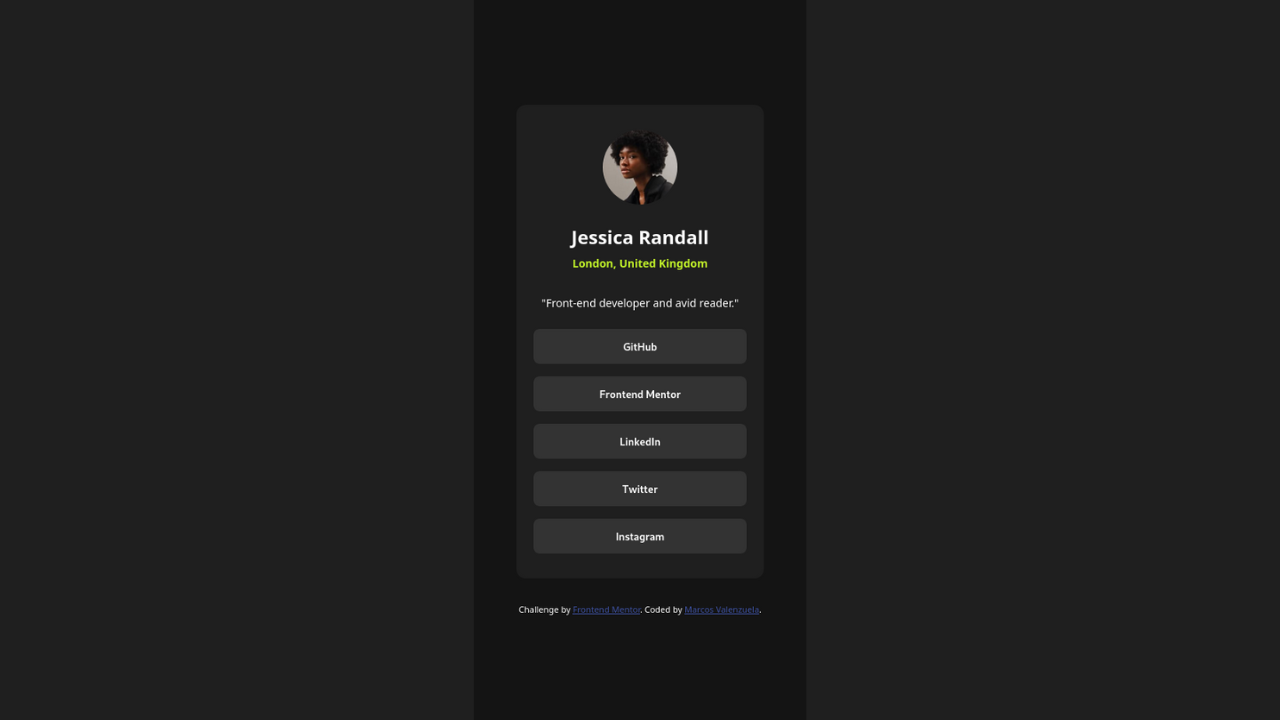 Jessica Randall
London, United Kingdom
"Front-end developer and avid reader."
GitHub
Frontend Mentor
LinkedIn
Twitter
Instagram
Challenge by Frontend Mentor. Coded by Marcos Valenzuela.